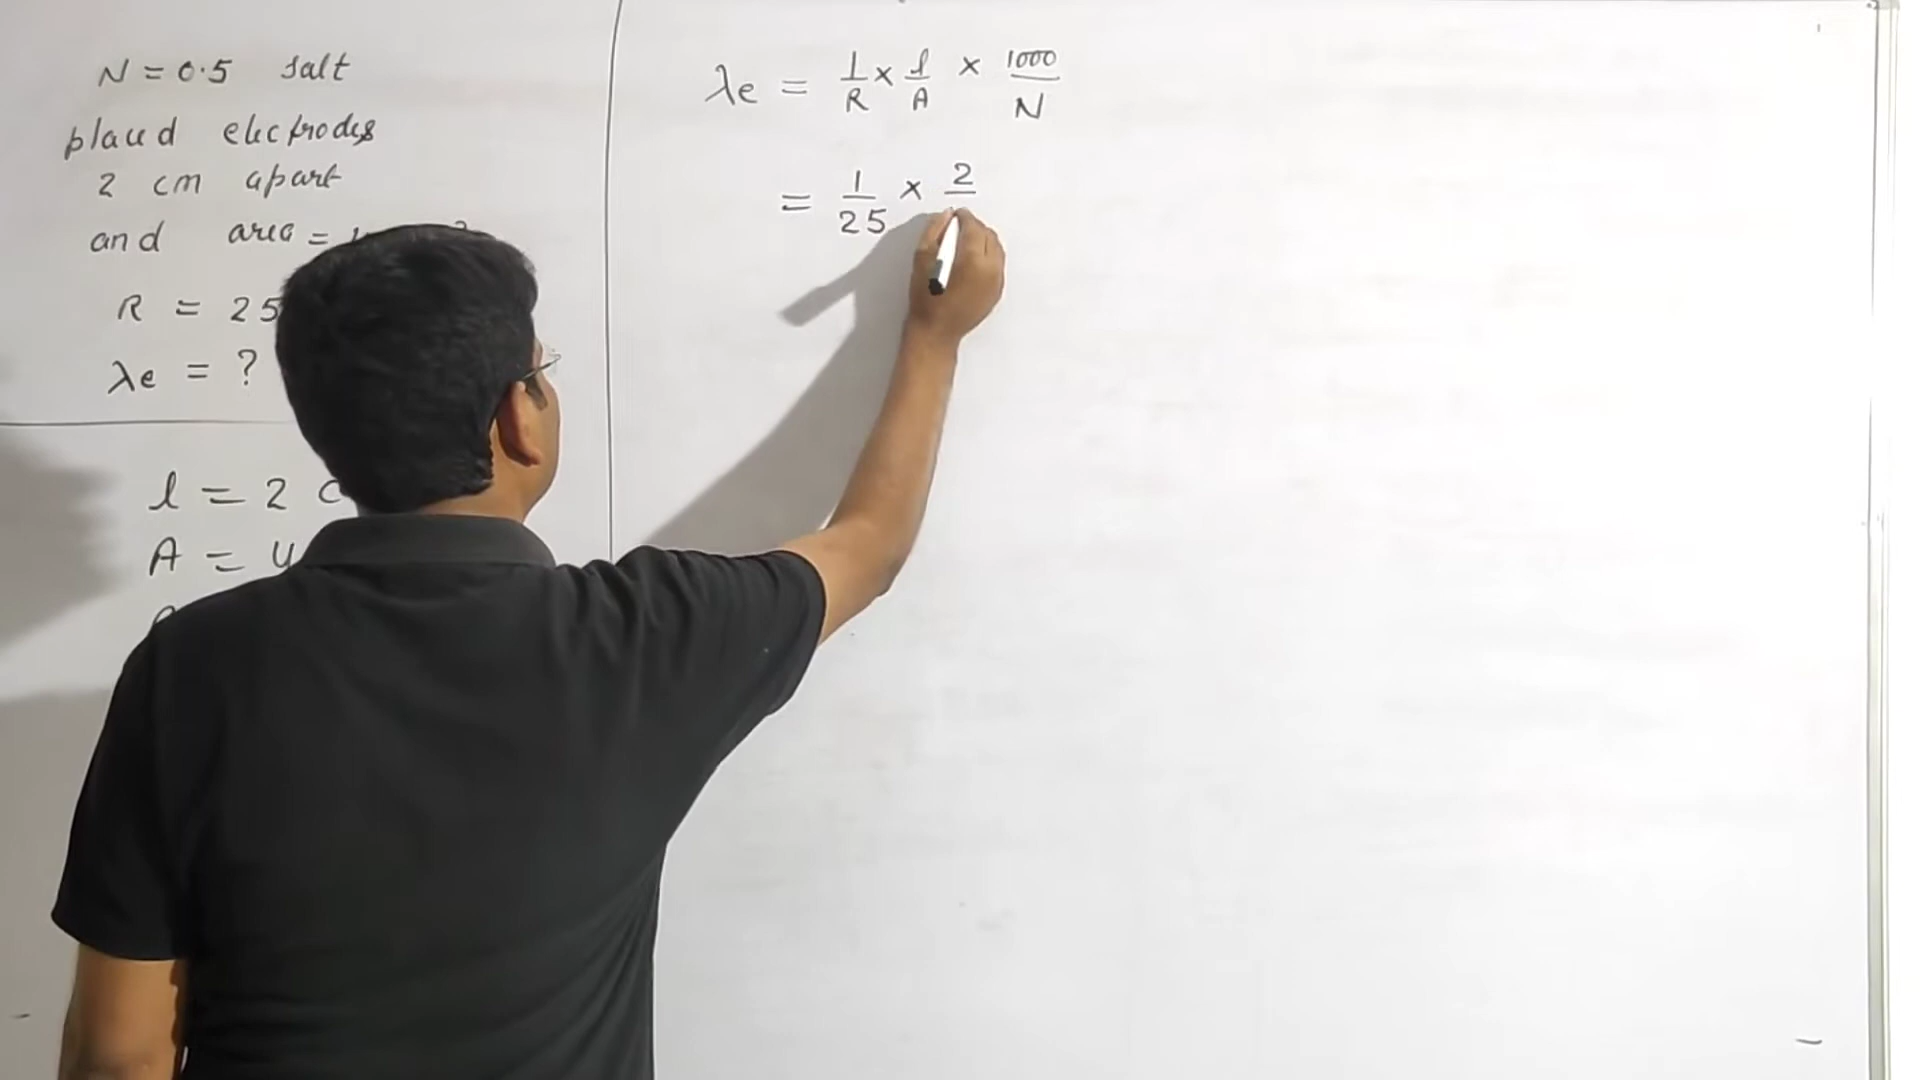 N = 0.5 salt
placed electrodes
2 cm apart
and area =
R = 25
λe = ?
l = 2 c
A = 4
λe = 1/R × l/A × 1000/N
= 1/25 × 2/